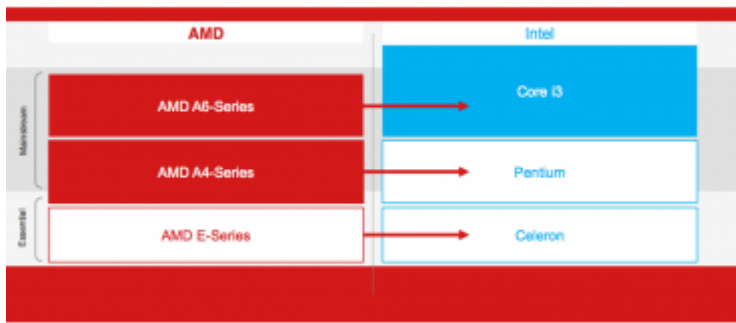 AMD
Intel
Mainstream
AMD A6-Series
Core i3
AMD A4-Series
Pentium
Essential
AMD E-Series
Celeron